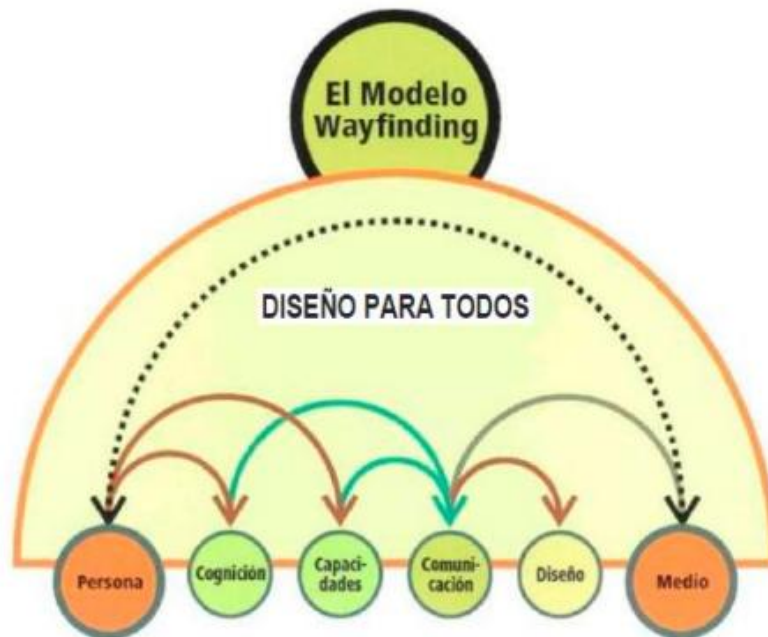 El Modelo
Wayfinding
DISEÑO PARA TODOS
Persona
Cognición
Capaci-
dades
Comuni-
cación
Diseño
Medio